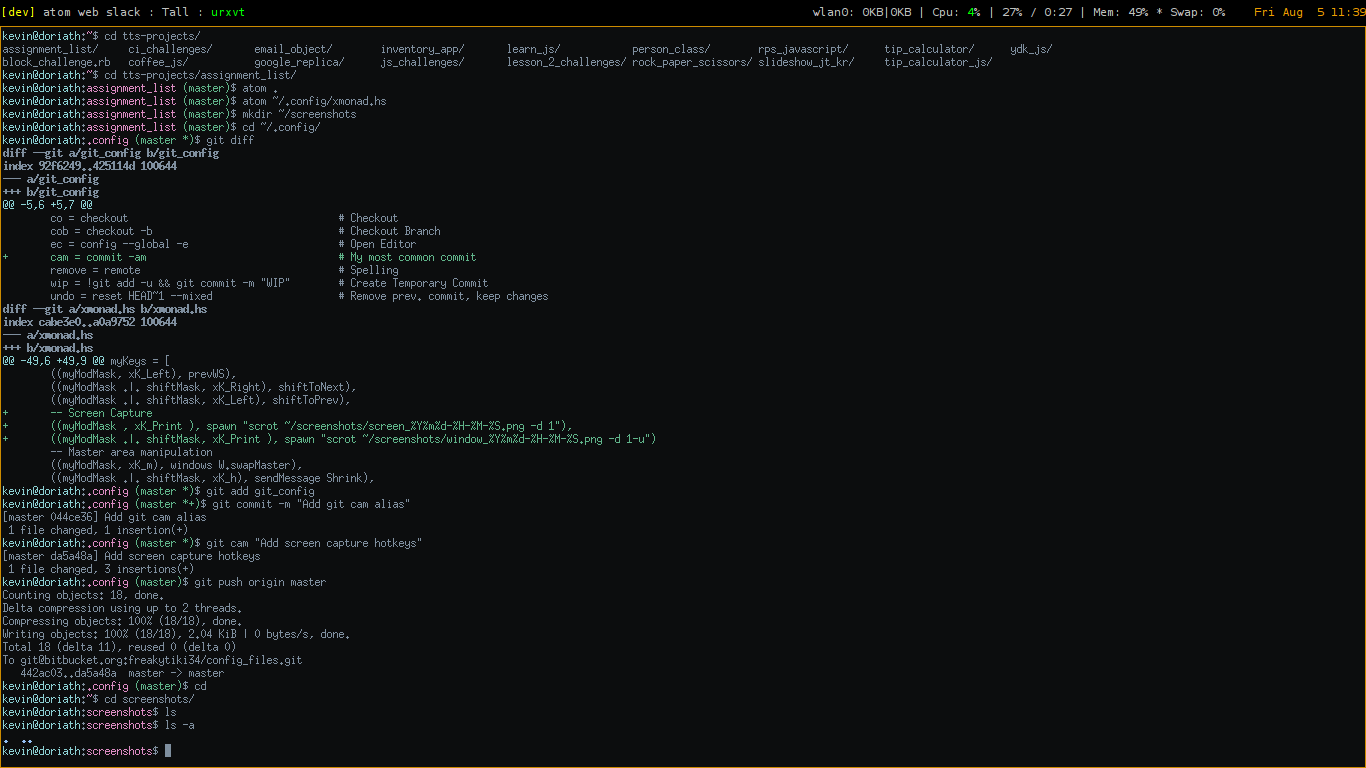 [dev] atom web slack : Tall : urxvt wlan0: 0KB|0KB | Cpu: 4% | 27% / 0:27 | Mem: 49% * Swap: 0% Fri Aug 5 11:39
kevin@doriath:~$ cd tts-projects/
assignment_list/ ci_challenges/ email_object/ inventory_app/ learn_js/ person_class/ rps_javascript/ tip_calculator/ ydk_js/
block_challenge.rb coffee_js/ google_replica/ js_challenges/ lesson_2_challenges/ rock_paper_scissors/ slideshow_jt_kr/ tip_calculator_js/
kevin@doriath:~$ cd tts-projects/assignment_list/
kevin@doriath:assignment_list (master)$ atom .
kevin@doriath:assignment_list (master)$ atom ~/.config/xmonad.hs
kevin@doriath:assignment_list (master)$ mkdir ~/screenshots
kevin@doriath:assignment_list (master)$ cd ~/.config/
kevin@doriath:.config (master *)$ git diff
diff --git a/git_config b/git_config
index 92f6249..425114d 100644
--- a/git_config
+++ b/git_config
@@ -5,6 +5,7 @@
co = checkout # Checkout
cob = checkout -b # Checkout Branch
ec = config --global -e # Open Editor
+ cam = commit -am # My most common commit
remove = remote # Spelling
wip = !git add -u && git commit -m "WIP" # Create Temporary Commit
undo = reset HEAD~1 --mixed # Remove prev. commit, keep changes
diff --git a/xmonad.hs b/xmonad.hs
index cabe3e0..a0a9752 100644
--- a/xmonad.hs
+++ b/xmonad.hs
@@ -49,6 +49,9 @@ myKeys = [
((myModMask, xK_Left), prevWS),
((myModMask .|. shiftMask, xK_Right), shiftToNext),
((myModMask .|. shiftMask, xK_Left), shiftToPrev),
+ -- Screen Capture
+ ((myModMask , xK_Print ), spawn "scrot ~/screenshots/screen_%Y%m%d-%H-%M-%S.png -d 1"),
+ ((myModMask .|. shiftMask, xK_Print ), spawn "scrot ~/screenshots/window_%Y%m%d-%H-%M-%S.png -d 1-u")
-- Master area manipulation
((myModMask, xK_m), windows W.swapMaster),
((myModMask .|. shiftMask, xK_h), sendMessage Shrink),
kevin@doriath:.config (master *)$ git add git_config
kevin@doriath:.config (master *+)$ git commit -m "Add git cam alias"
[master 044ce36] Add git cam alias
1 file changed, 1 insertion(+)
kevin@doriath:.config (master *)$ git cam "Add screen capture hotkeys"
[master da5a48a] Add screen capture hotkeys
1 file changed, 3 insertions(+)
kevin@doriath:.config (master)$ git push origin master
Counting objects: 18, done.
Delta compression using up to 2 threads.
Compressing objects: 100% (18/18), done.
Writing objects: 100% (18/18), 2.04 KiB | 0 bytes/s, done.
Total 18 (delta 11), reused 0 (delta 0)
To git@bitbucket.org:freakytiki34/config_files.git
442ac03..da5a48a master -> master
kevin@doriath:.config (master)$ cd
kevin@doriath:~$ cd screenshots/
kevin@doriath:screenshots$ ls
kevin@doriath:screenshots$ ls -a
. ..
kevin@doriath:screenshots$